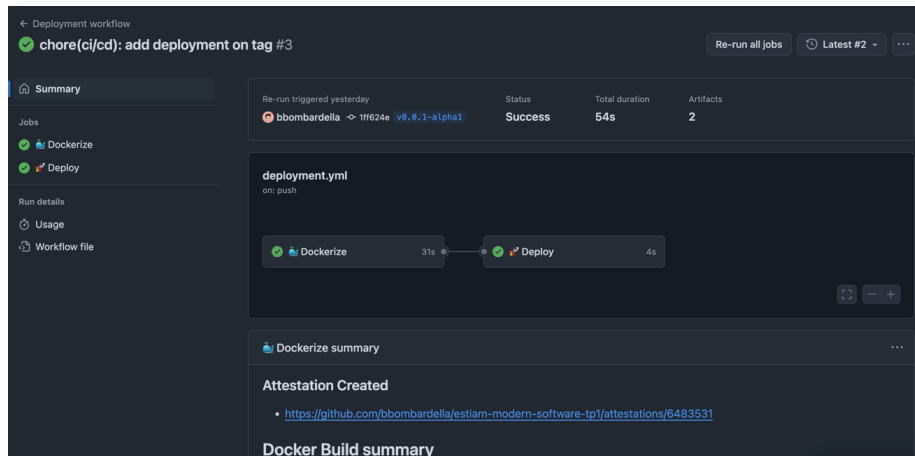 ← Deployment workflow
chore(ci/cd): add deployment on tag #3
Re-run all jobs
Latest #2
Summary
Jobs
🐳 Dockerize
🚀 Deploy
Run details
Usage
Workflow file
Re-run triggered yesterday
bbombardella 1ff624e v0.0.1-alpha1
Status
Success
Total duration
54s
Artifacts
2
deployment.yml
on: push
🐳 Dockerize 31s
🚀 Deploy 4s
🐳 Dockerize summary
Attestation Created
• https://github.com/bbombardella/estiam-modern-software-tp1/attestations/6483531
Docker Build summary